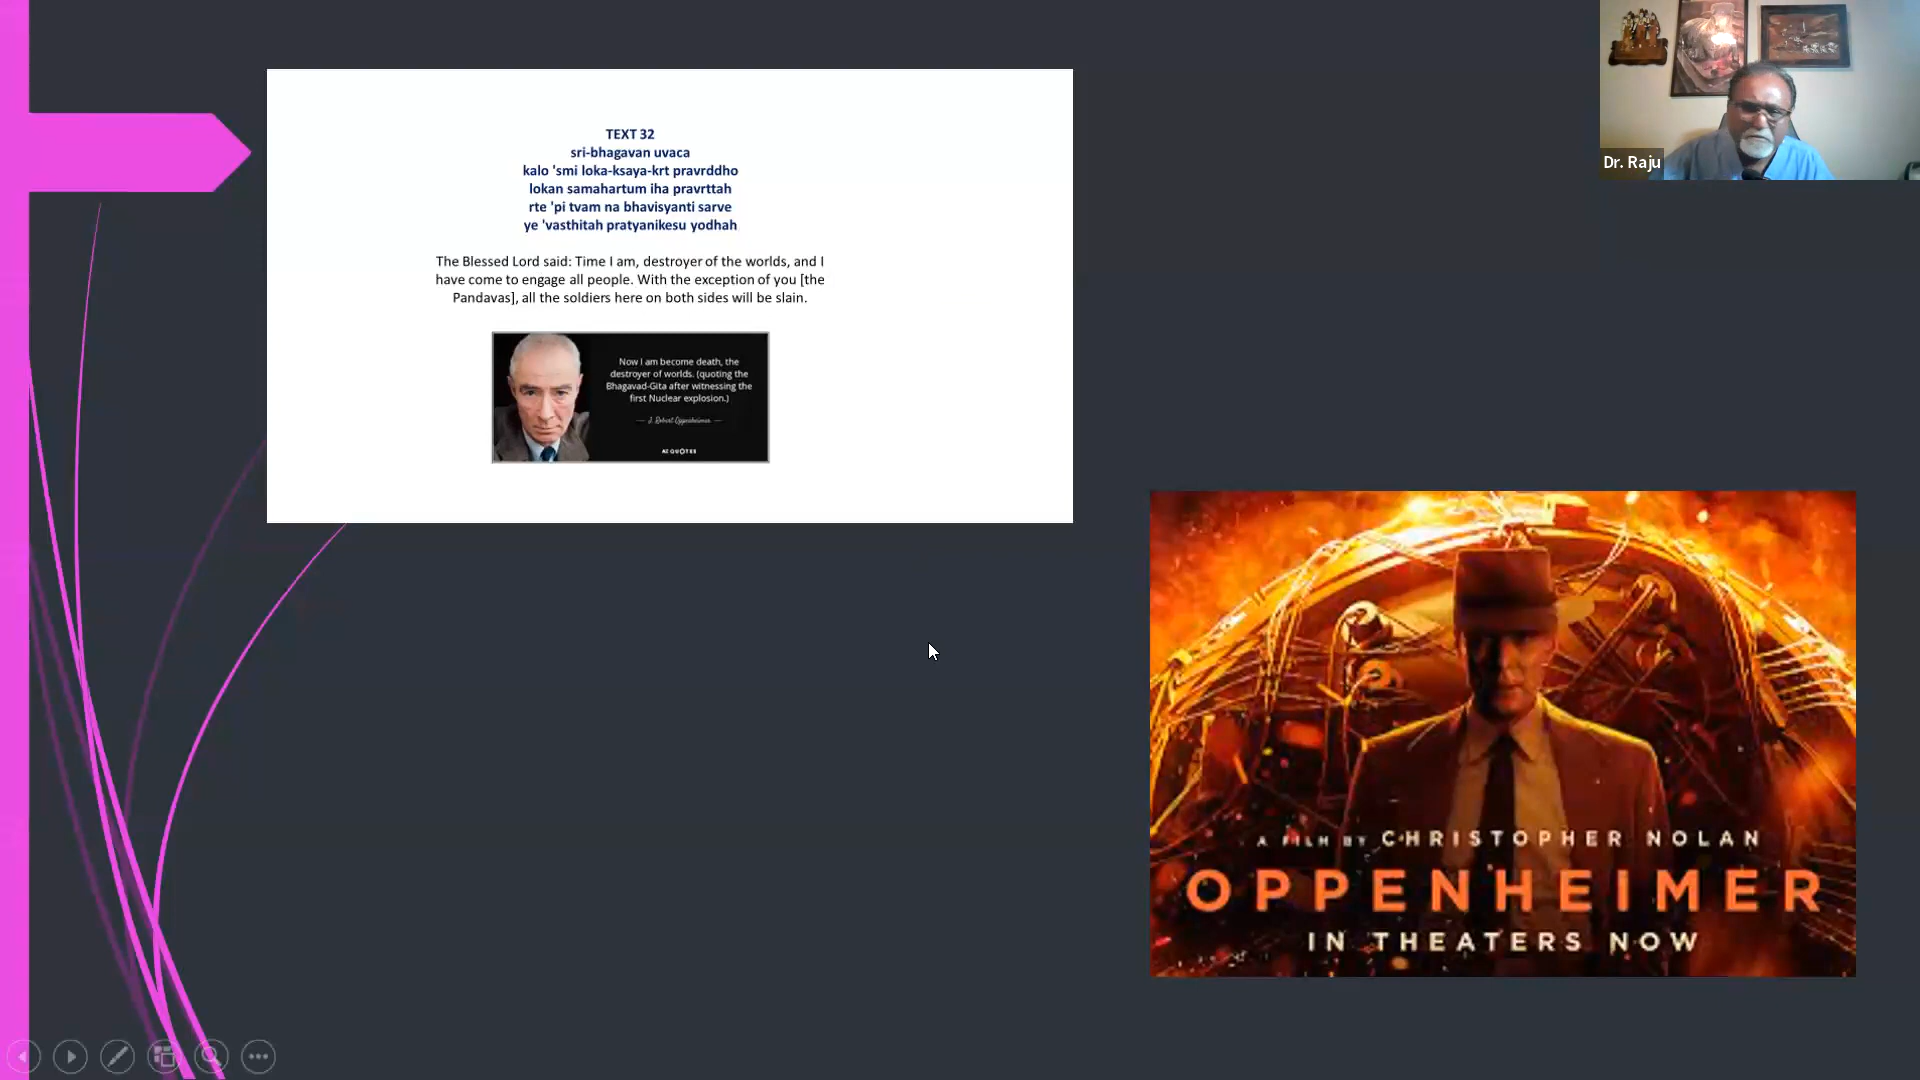 TEXT 32
sri-bhagavan uvaca
kalo 'smi loka-ksaya-krt pravrddho
lokan samahartum iha pravrttah
rte 'pi tvam na bhavisyanti sarve
ye 'vasthitah pratyanikesu yodhah
The Blessed Lord said: Time I am, destroyer of the worlds, and I
have come to engage all people. With the exception of you [the
Pandavas], all the soldiers here on both sides will be slain.
Now I am become death, the
destroyer of worlds. (quoting the
Bhagavad-Gita after witnessing the
first Nuclear explosion.)
— J. Robert Oppenheimer —
AZ QUOTES
Dr. Raju
A FILM BY CHRISTOPHER NOLAN
OPPENHEIMER
IN THEATERS NOW